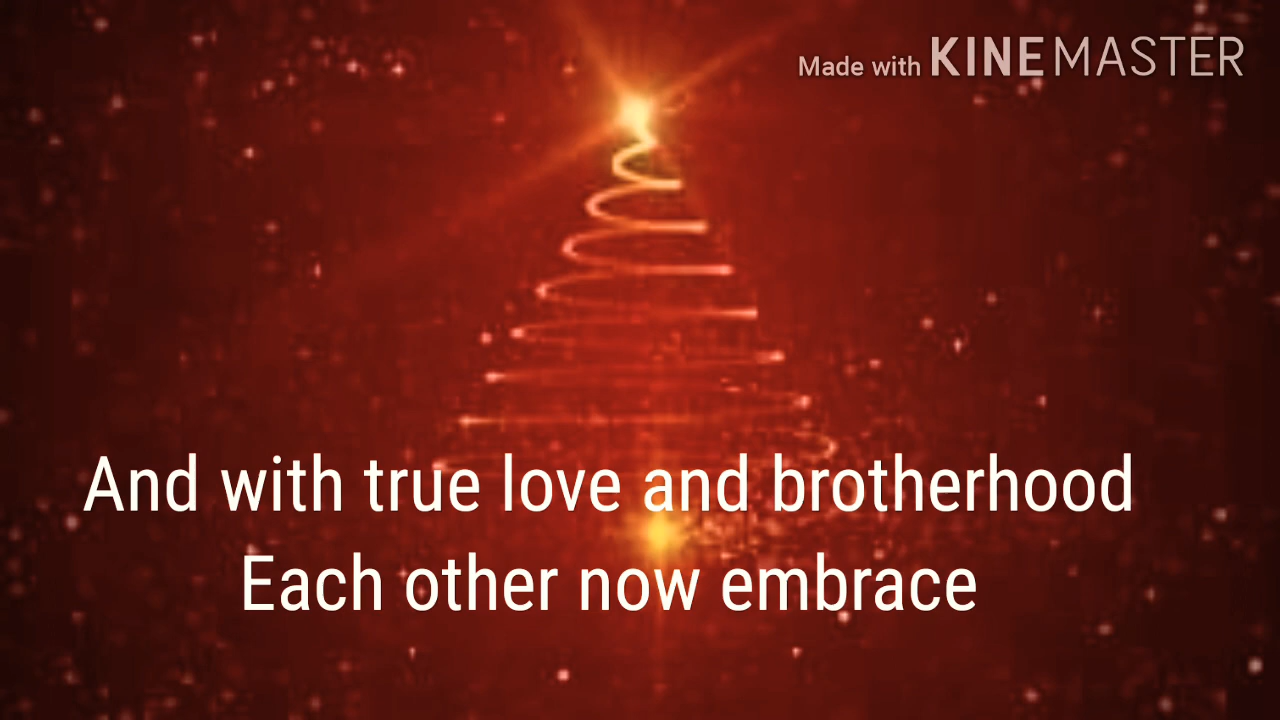 Made with KINEMASTER
And with true love and brotherhood
Each other now embrace